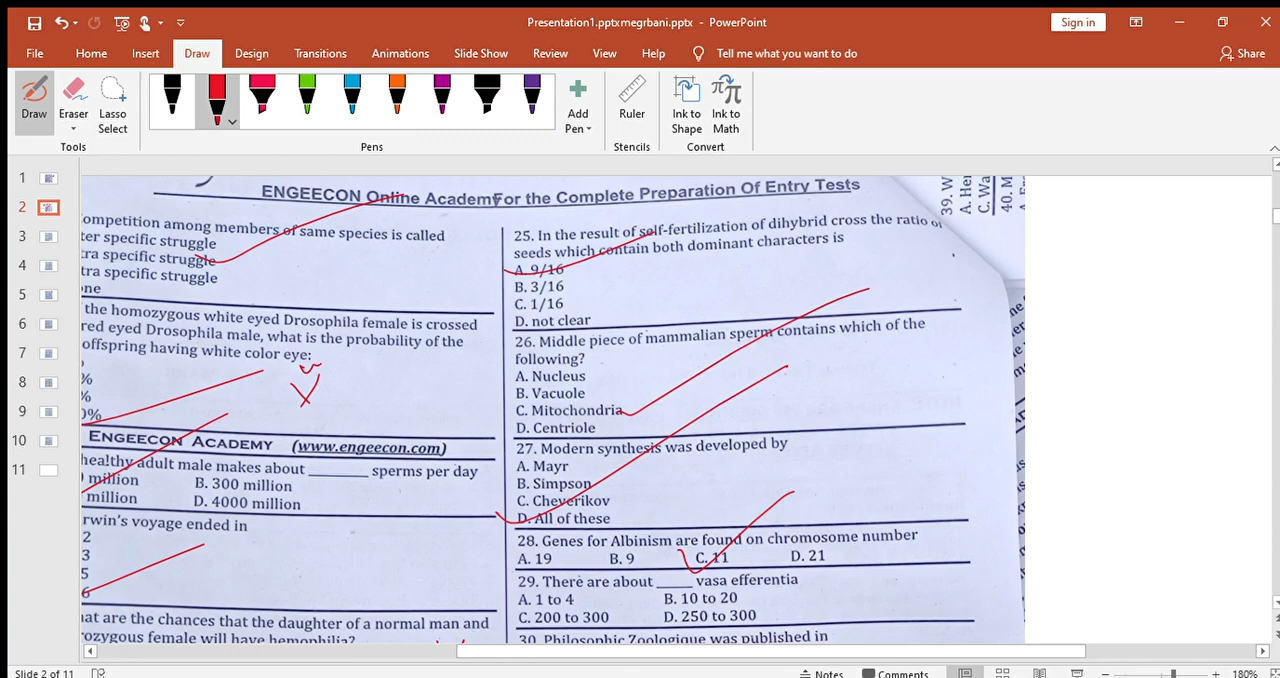 Presentation1.pptxmegrbani.pptx - PowerPoint
Sign in
File Home Insert Draw Design Transitions Animations Slide Show Review View Help Tell me what you want to do Share
Draw Eraser Lasso Select
Add Pen
Ruler
Ink to Shape
Ink to Math
Tools Pens Stencils Convert
1
2
3
4
5
6
7
8
9
10
11
ENGEECON Online Academy For the Complete Preparation Of Entry Tests
ompetition among members of same species is called
ter specific struggle
tra specific struggle
tra specific struggle
one
the homozygous white eyed Drosophila female is crossed
red eyed Drosophila male, what is the probability of the
offspring having white color eye:
%
%
0%
ENGEECON ACADEMY (www.engeecon.com)
healthy adult male makes about _______ sperms per day
million B. 300 million
million D. 4000 million
rwin's voyage ended in
2
3
5
6
at are the chances that the daughter of a normal man and
ozygous female will have hemophilia?
25. In the result of self-fertilization of dihybrid cross the ratio of
seeds which contain both dominant characters is
A. 9/16
B. 3/16
C. 1/16
D. not clear
26. Middle piece of mammalian sperm contains which of the
following?
A. Nucleus
B. Vacuole
C. Mitochondria
D. Centriole
27. Modern synthesis was developed by
A. Mayr
B. Simpson
C. Cheverikov
D. All of these
28. Genes for Albinism are found on chromosome number
A. 19 B. 9 C. 11 D. 21
29. There are about ____ vasa efferentia
A. 1 to 4 B. 10 to 20
C. 200 to 300 D. 250 to 300
30. Philosophic Zoologique was published in
39. W
A. He
C. Wa
40. M
Slide 2 of 11
Notes Comments 180%